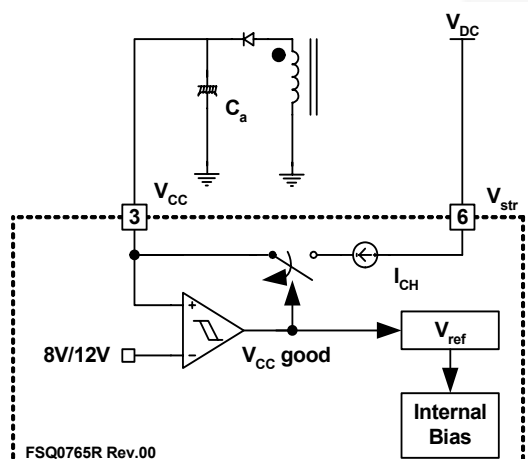 V_DC
C_a
V_CC
3
6
V_str
I_CH
+
8V/12V
−
V_CC good
V_ref
Internal
Bias
FSQ0765R Rev.00